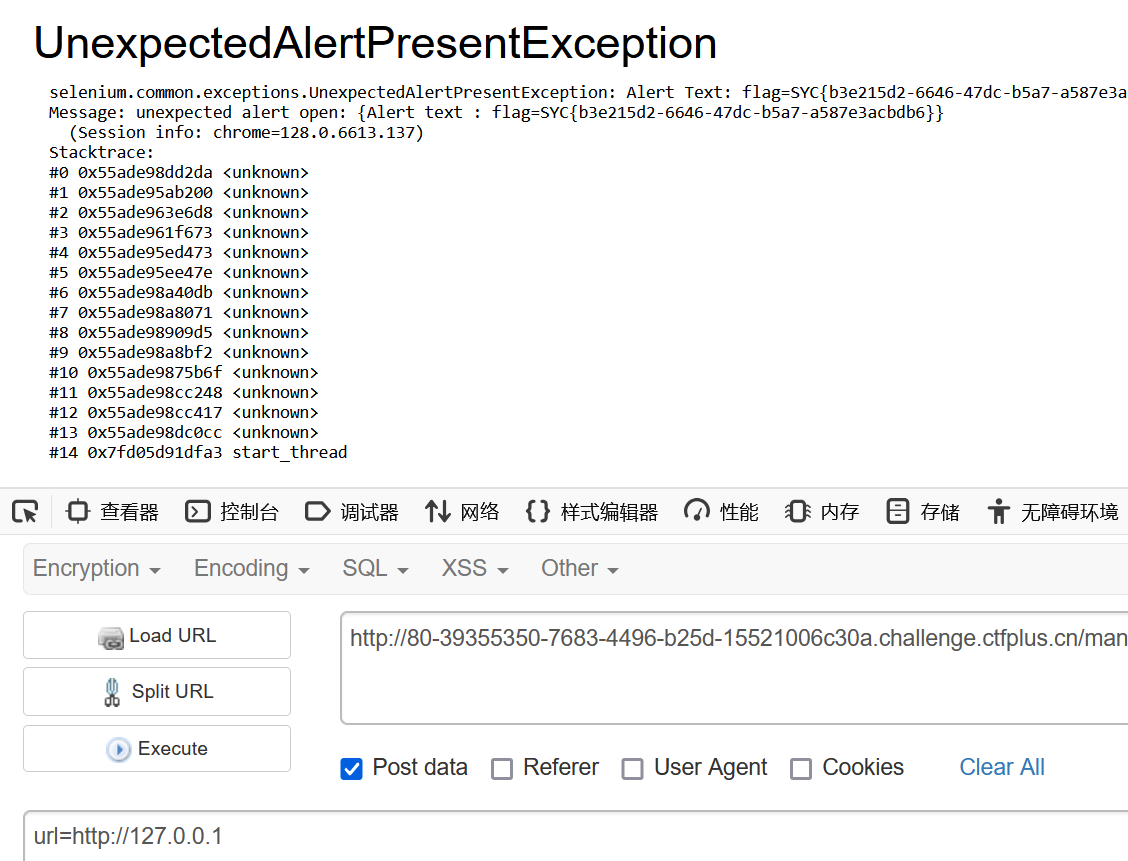 UnexpectedAlertPresentException
selenium.common.exceptions.UnexpectedAlertPresentException: Alert Text: flag=SYC{b3e215d2-6646-47dc-b5a7-a587e3a
Message: unexpected alert open: {Alert text : flag=SYC{b3e215d2-6646-47dc-b5a7-a587e3acbdb6}}
(Session info: chrome=128.0.6613.137)
Stacktrace:
#0 0x55ade98dd2da <unknown>
#1 0x55ade95ab200 <unknown>
#2 0x55ade963e6d8 <unknown>
#3 0x55ade961f673 <unknown>
#4 0x55ade95ed473 <unknown>
#5 0x55ade95ee47e <unknown>
#6 0x55ade98a40db <unknown>
#7 0x55ade98a8071 <unknown>
#8 0x55ade98909d5 <unknown>
#9 0x55ade98a8bf2 <unknown>
#10 0x55ade9875b6f <unknown>
#11 0x55ade98cc248 <unknown>
#12 0x55ade98cc417 <unknown>
#13 0x55ade98dc0cc <unknown>
#14 0x7fd05d91dfa3 start_thread
查看器 控制台 调试器 网络 样式编辑器 性能 内存 存储 无障碍环境
Encryption Encoding SQL XSS Other
Load URL
http://80-39355350-7683-4496-b25d-15521006c30a.challenge.ctfplus.cn/man
Split URL
Execute
Post data Referer User Agent Cookies Clear All
url=http://127.0.0.1